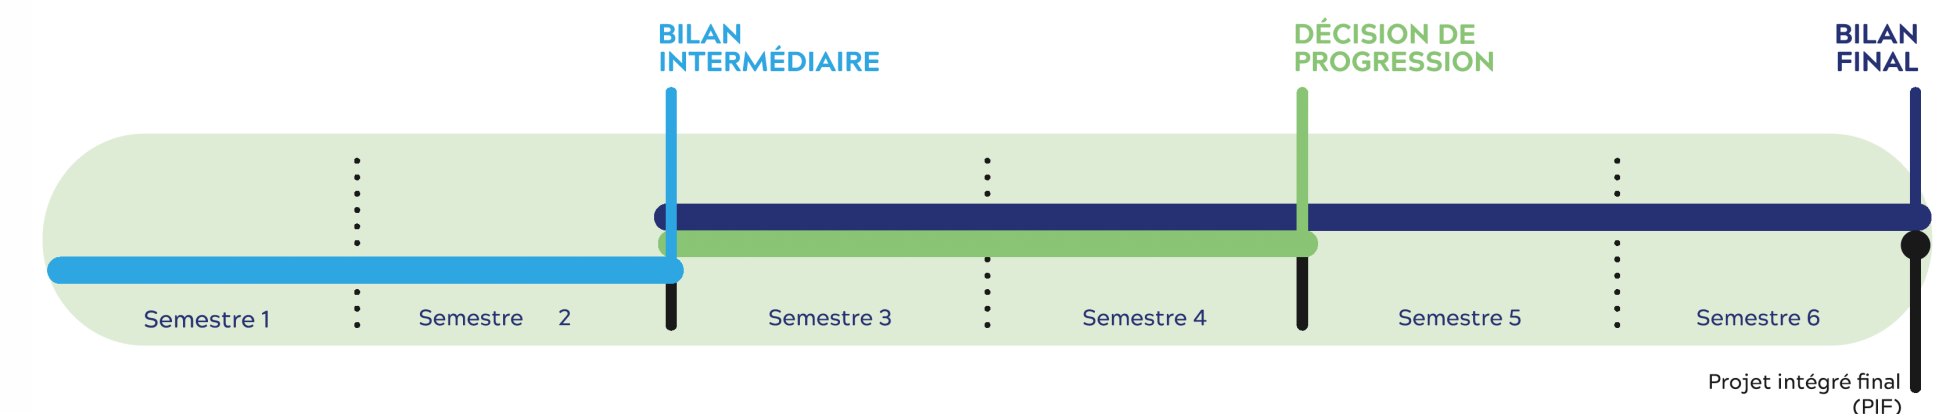 BILAN
INTERMÉDIAIRE
DÉCISION DE
PROGRESSION
BILAN
FINAL
Semestre 1
Semestre 2
Semestre 3
Semestre 4
Semestre 5
Semestre 6
Projet intégré final
(PIF)